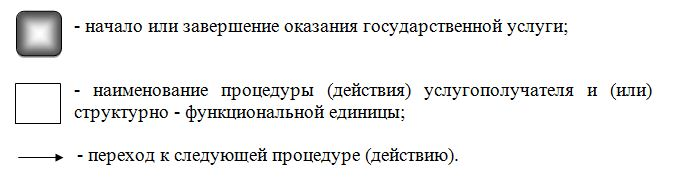 - начало или завершение оказания государственной услуги;
- наименование процедуры (действия) услугополучателя и (или)
структурно - функциональной единицы;
- переход к следующей процедуре (действию).